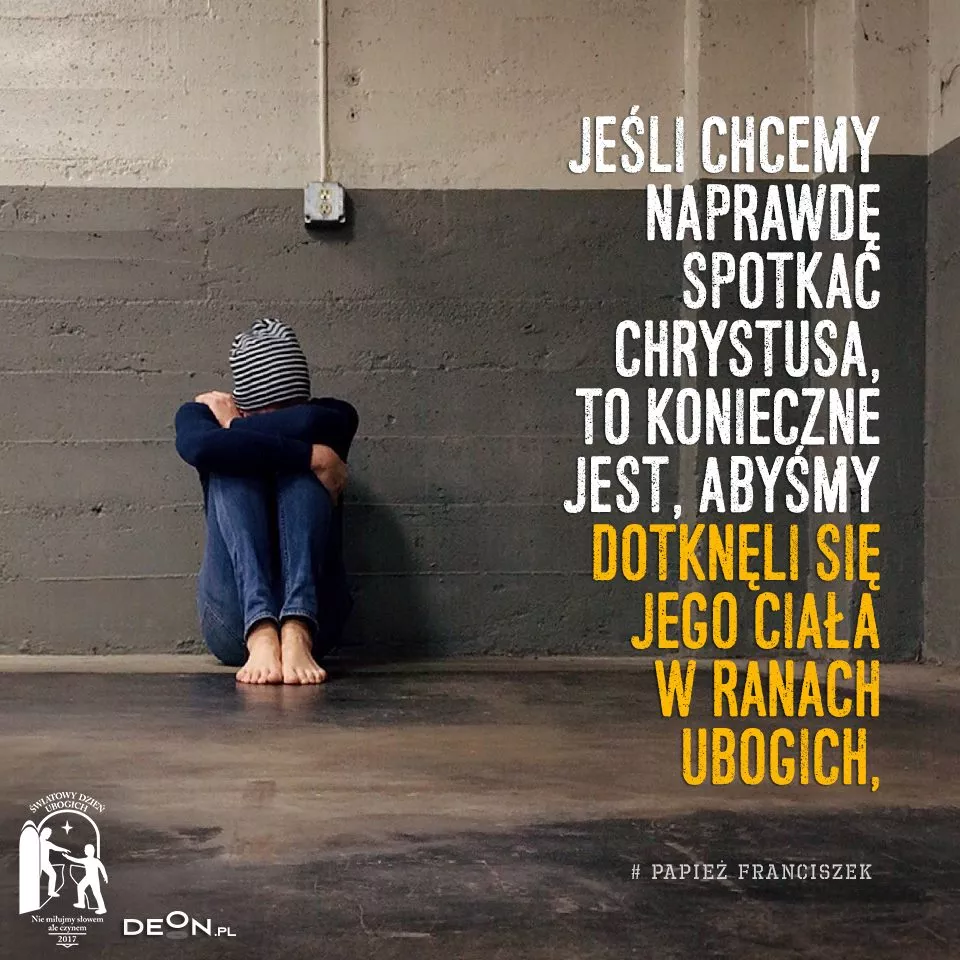 JEŚLI CHCEMY
NAPRAWDĘ
SPOTKAĆ
CHRYSTUSA,
TO KONIECZNE
JEST, ABYŚMY
DOTKNĘLI SIĘ
JEGO CIAŁA
W RANACH
UBOGICH,
# PAPIEŻ FRANCISZEK
ŚWIATOWY DZIEŃ
UBOGICH
Nie miłujmy słowem
ale czynem
2017
DEON.PL